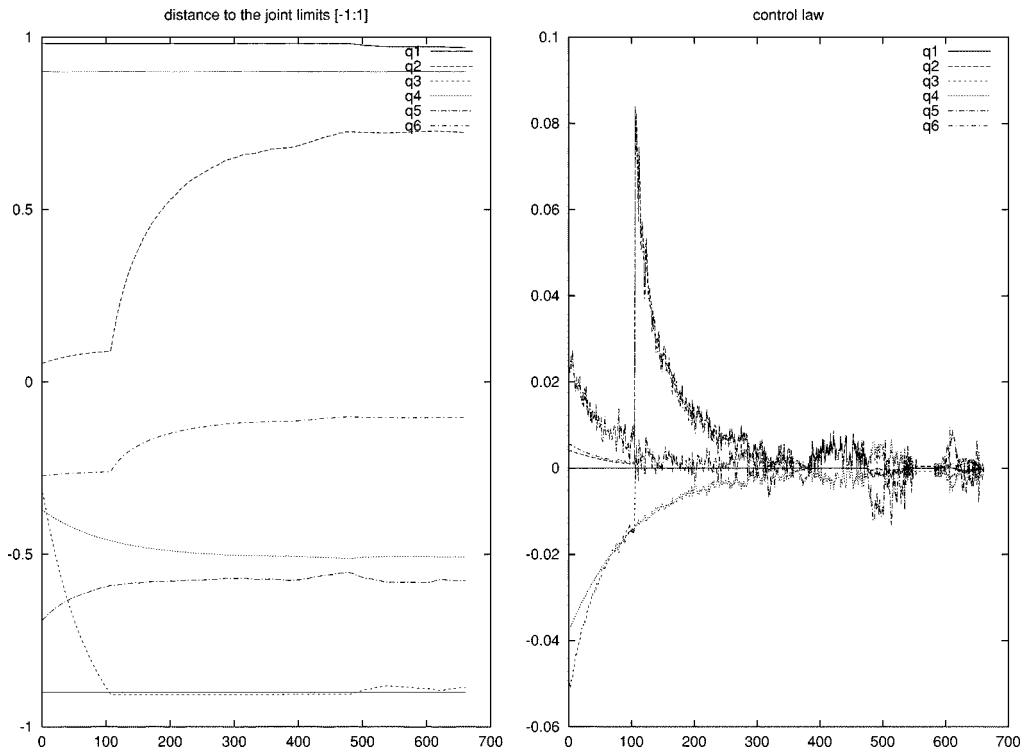 distance to the joint limits [-1:1]
1
0.5
0
-0.5
-1
0 100 200 300 400 500 600 700
q1
q2
q3
q4
q5
q6
control law
0.1
0.08
0.06
0.04
0.02
0
-0.02
-0.04
-0.06
0 100 200 300 400 500 600 700
q1
q2
q3
q4
q5
q6